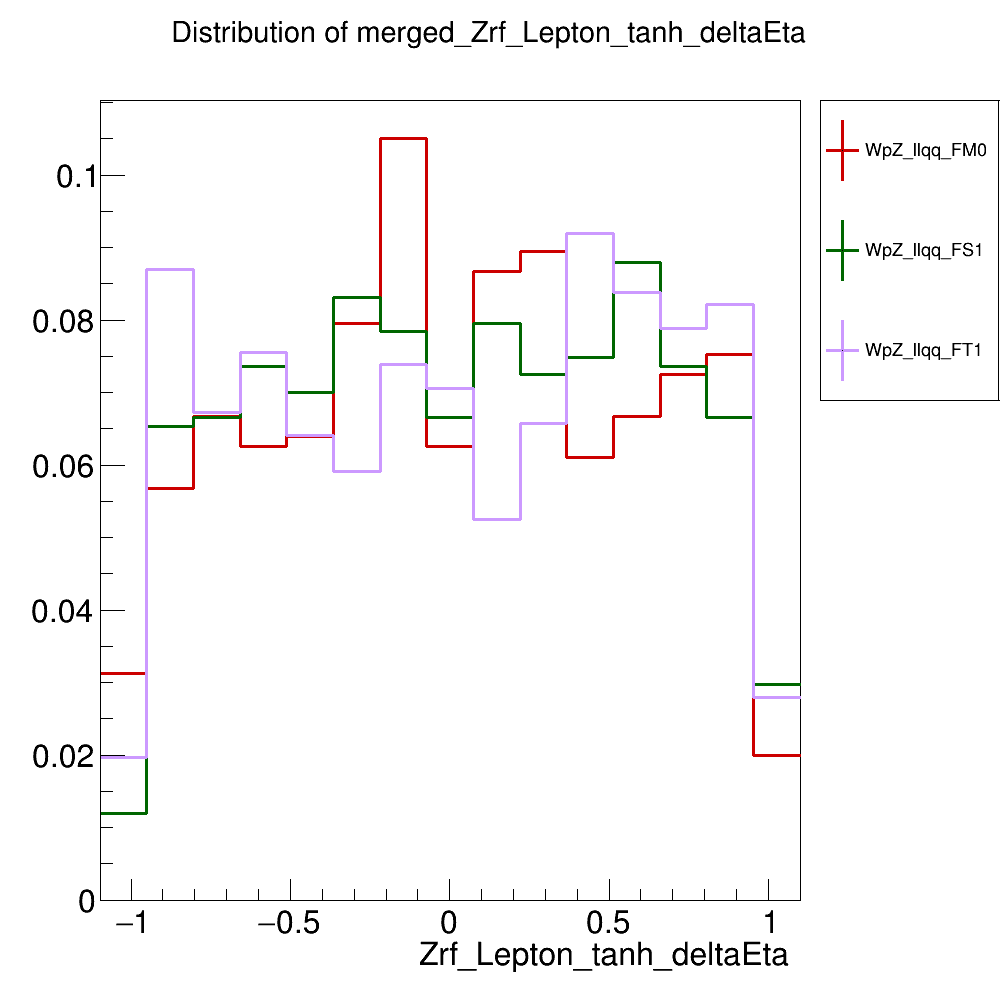 Distribution of merged_Zrf_Lepton_tanh_deltaEta
WpZ_llqq_FM0
WpZ_llqq_FS1
WpZ_llqq_FT1
0.1
0.08
0.06
0.04
0.02
0
−1 −0.5 0 0.5 1
Zrf_Lepton_tanh_deltaEta